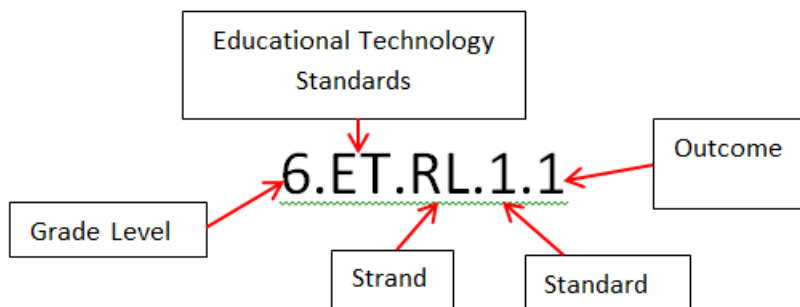 Educational Technology
Standards
6.ET.RL.1.1
Outcome
Grade Level
Strand
Standard